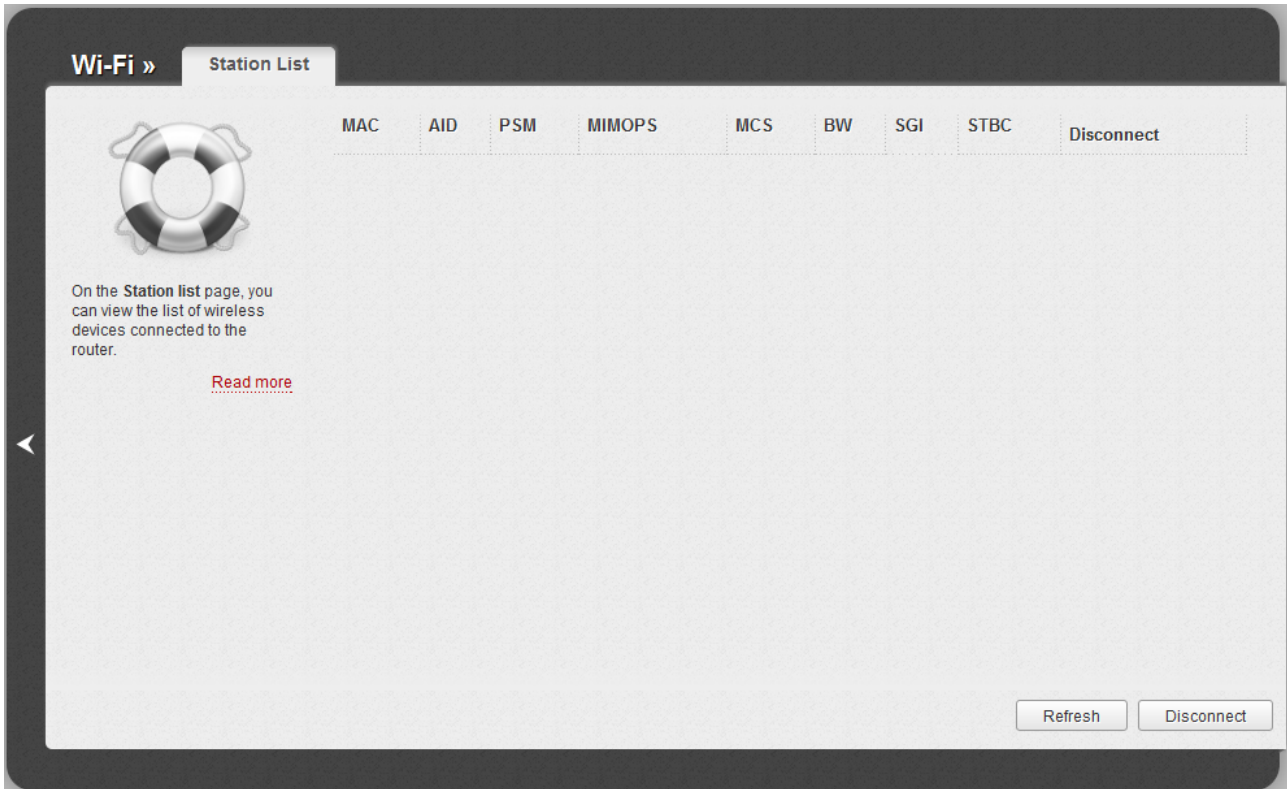 Wi-Fi »
Station List
MAC AID PSM MIMOPS MCS BW SGI STBC Disconnect
On the Station list page, you
can view the list of wireless
devices connected to the
router.
Read more
Refresh Disconnect